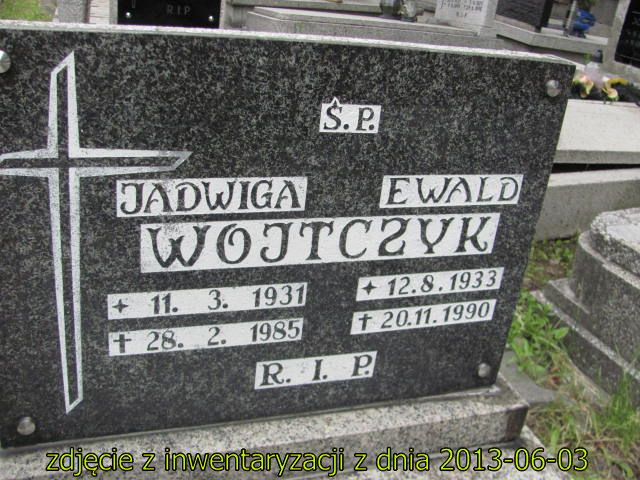 R I P
Ś. P.
JADWIGA EWALD
WOJTCZYK
+ 11. 3. 1931 + 12.8.1933
† 28. 2. 1985 † 20.11.1990
R. I. P.
zdjęcie z inwentaryzacji z dnia 2013-06-03